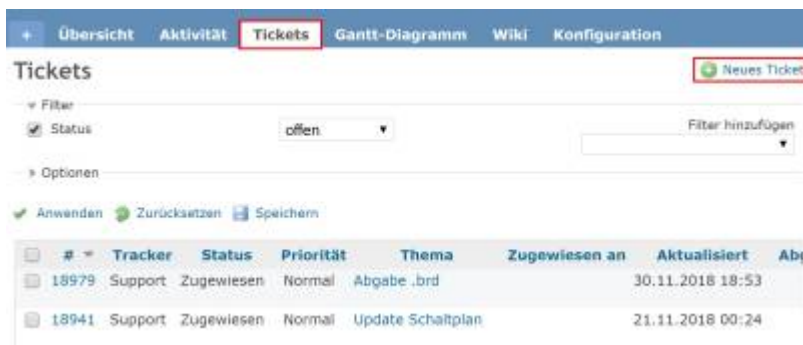 + Übersicht Aktivität Tickets Gantt-Diagramm Wiki Konfiguration
Tickets Neues Ticket
Filter
Status offen Filter hinzufügen
Optionen
Anwenden Zurücksetzen Speichern
# Tracker Status Priorität Thema Zugewiesen an Aktualisiert Abg
18979 Support Zugewiesen Normal Abgabe .brd 30.11.2018 18:53
18941 Support Zugewiesen Normal Update Schaltplan 21.11.2018 00:24